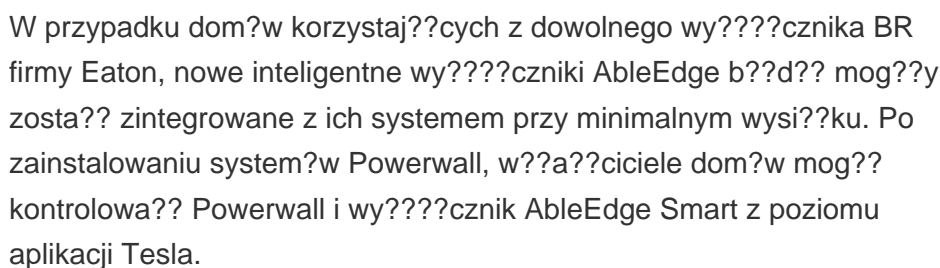 W przypadku dom?w korzystaj??cych z dowolnego wy????cznika BR
firmy Eaton, nowe inteligentne wy????czniki AbleEdge b??d?? mog??y
zosta?? zintegrowane z ich systemem przy minimalnym wysi??ku. Po
zainstalowaniu system?w Powerwall, w??a??ciciele dom?w mog??
kontrolowa?? Powerwall i wy????cznik AbleEdge Smart z poziomu
aplikacji Tesla.